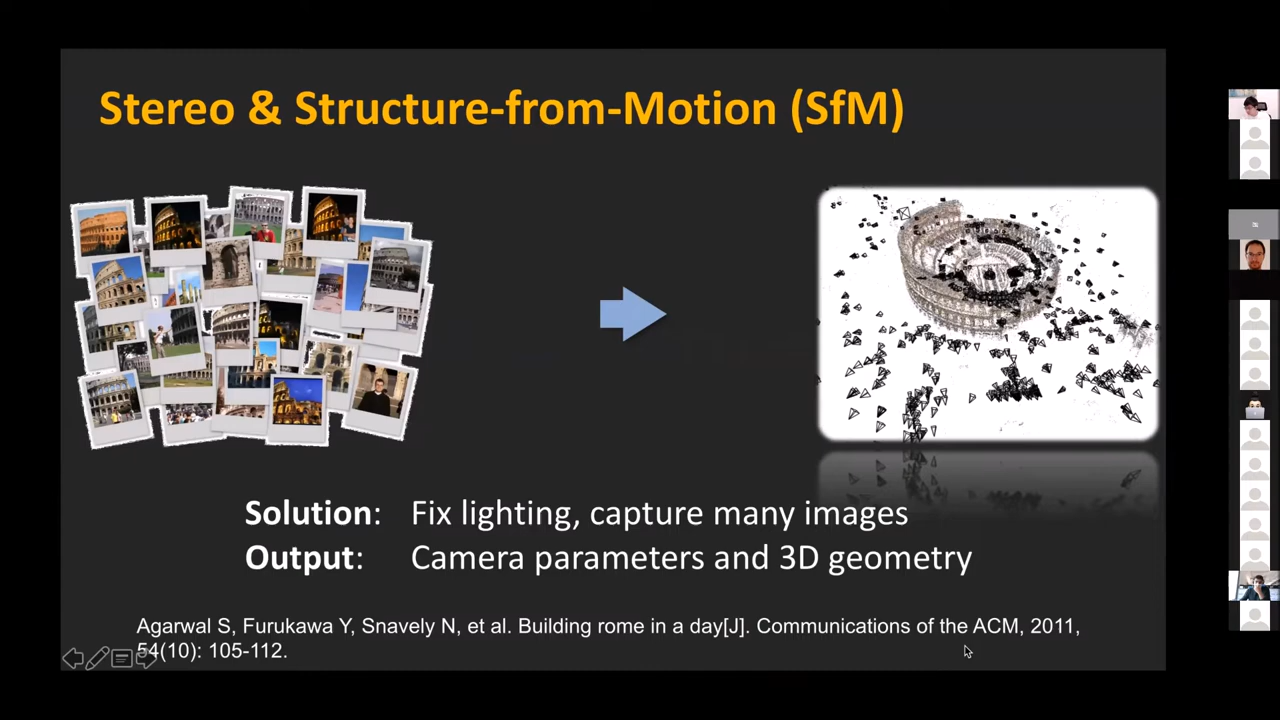 Stereo & Structure-from-Motion (SfM)
Solution: Fix lighting, capture many images
Output: Camera parameters and 3D geometry
Agarwal S, Furukawa Y, Snavely N, et al. Building rome in a day[J]. Communications of the ACM, 2011,
54(10): 105-112.